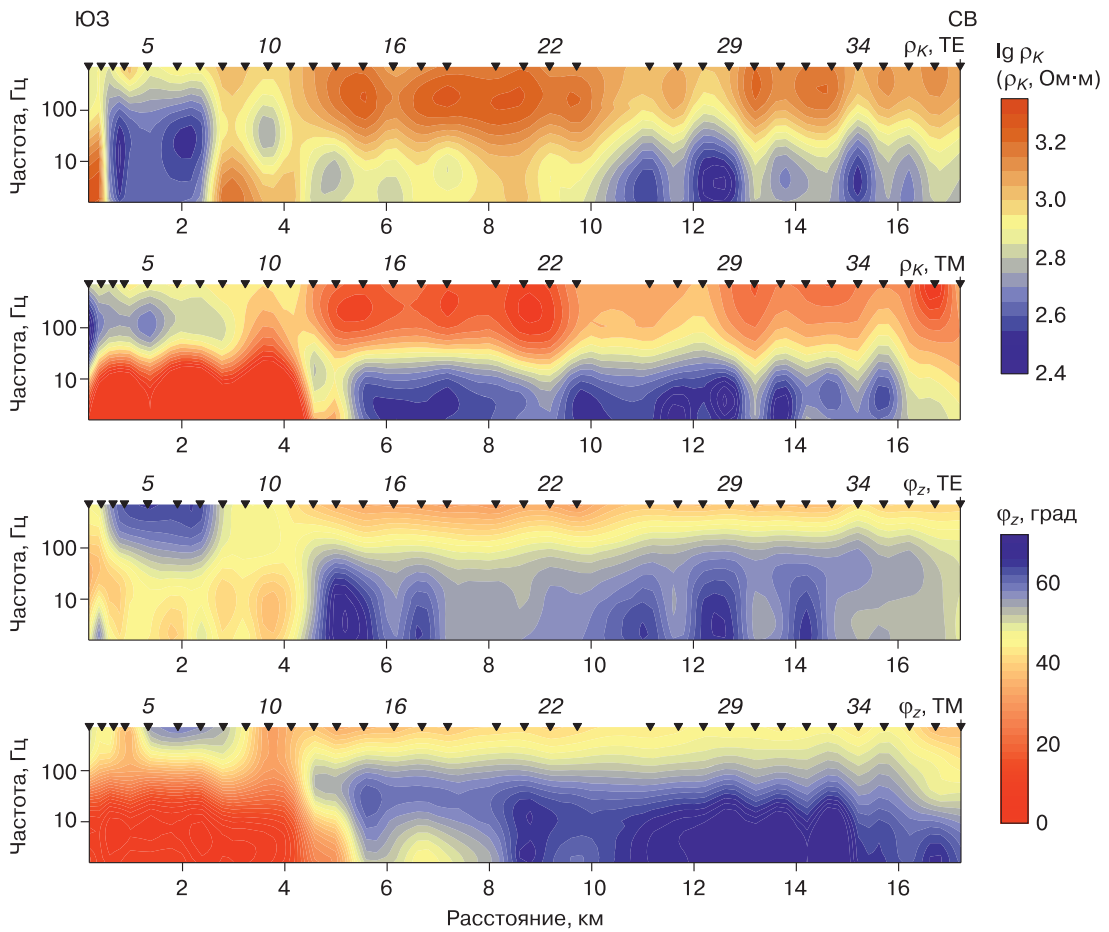 ЮЗ СВ
5 10 16 22 29 34 ρK, TE
Частота, Гц
100
10
2 4 6 8 10 12 14 16
lg ρK
(ρK, Ом·м)
3.2
3.0
2.8
2.6
2.4
5 10 16 22 29 34 ρK, TM
Частота, Гц
100
10
2 4 6 8 10 12 14 16
5 10 16 22 29 34 φz, TE
Частота, Гц
100
10
2 4 6 8 10 12 14 16
φz, град
60
40
20
0
5 10 16 22 29 34 φz, TM
Частота, Гц
100
10
2 4 6 8 10 12 14 16
Расстояние, км